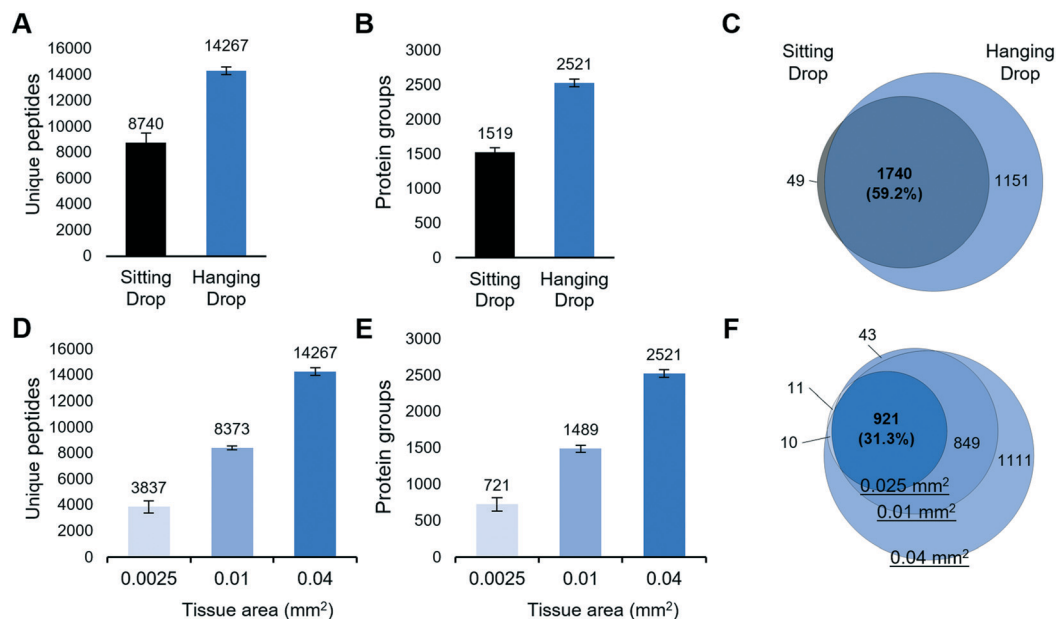 A
Unique peptides
16000
14000
12000
10000
8000
6000
4000
2000
0
8740
14267
Sitting
Drop
Hanging
Drop
B
Protein groups
3000
2500
2000
1500
1000
500
0
1519
2521
Sitting
Drop
Hanging
Drop
C
Sitting
Drop
Hanging
Drop
49
1740
(59.2%)
1151
D
Unique peptides
16000
14000
12000
10000
8000
6000
4000
2000
0
3837
8373
14267
0.0025
0.01
0.04
Tissue area (mm²)
E
Protein groups
3000
2500
2000
1500
1000
500
0
721
1489
2521
0.0025
0.01
0.04
Tissue area (mm²)
F
43
11
10
921
(31.3%)
849
1111
0.025 mm²
0.01 mm²
0.04 mm²